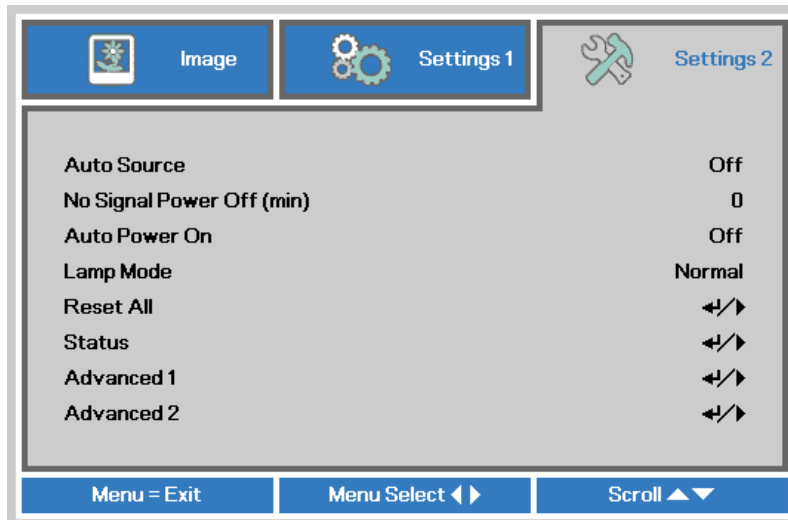 Image Settings 1 Settings 2
Auto Source Off
No Signal Power Off (min) 0
Auto Power On Off
Lamp Mode Normal
Reset All ↵/▶
Status ↵/▶
Advanced 1 ↵/▶
Advanced 2 ↵/▶
Menu = Exit Menu Select ◀▶ Scroll ▲▼